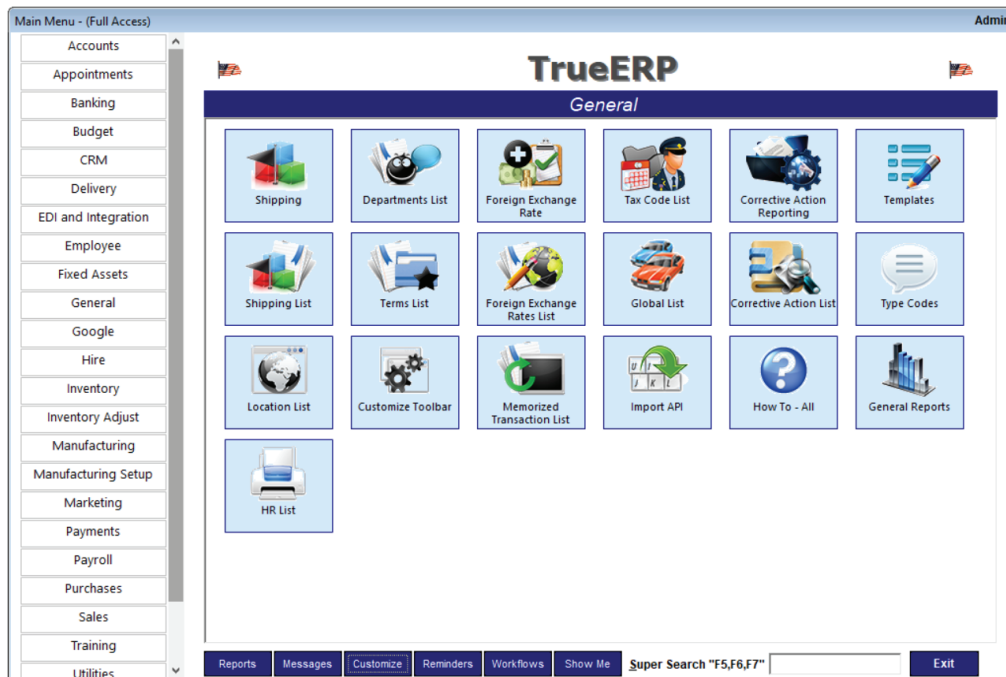 Main Menu - (Full Access)
Admin
Accounts
Appointments
Banking
Budget
CRM
Delivery
EDI and Integration
Employee
Fixed Assets
General
Google
Hire
Inventory
Inventory Adjust
Manufacturing
Manufacturing Setup
Marketing
Payments
Payroll
Purchases
Sales
Training
Utilities
TrueERP
General
Shipping
Departments List
Foreign Exchange
Rate
Tax Code List
Corrective Action
Reporting
Templates
Shipping List
Terms List
Foreign Exchange
Rates List
Global List
Corrective Action List
Type Codes
Location List
Customize Toolbar
Memorized
Transaction List
U I
J K L
Import API
How To - All
General Reports
HR List
Reports
Messages
Customize
Reminders
Workflows
Show Me
Super Search "F5,F6,F7"
Exit